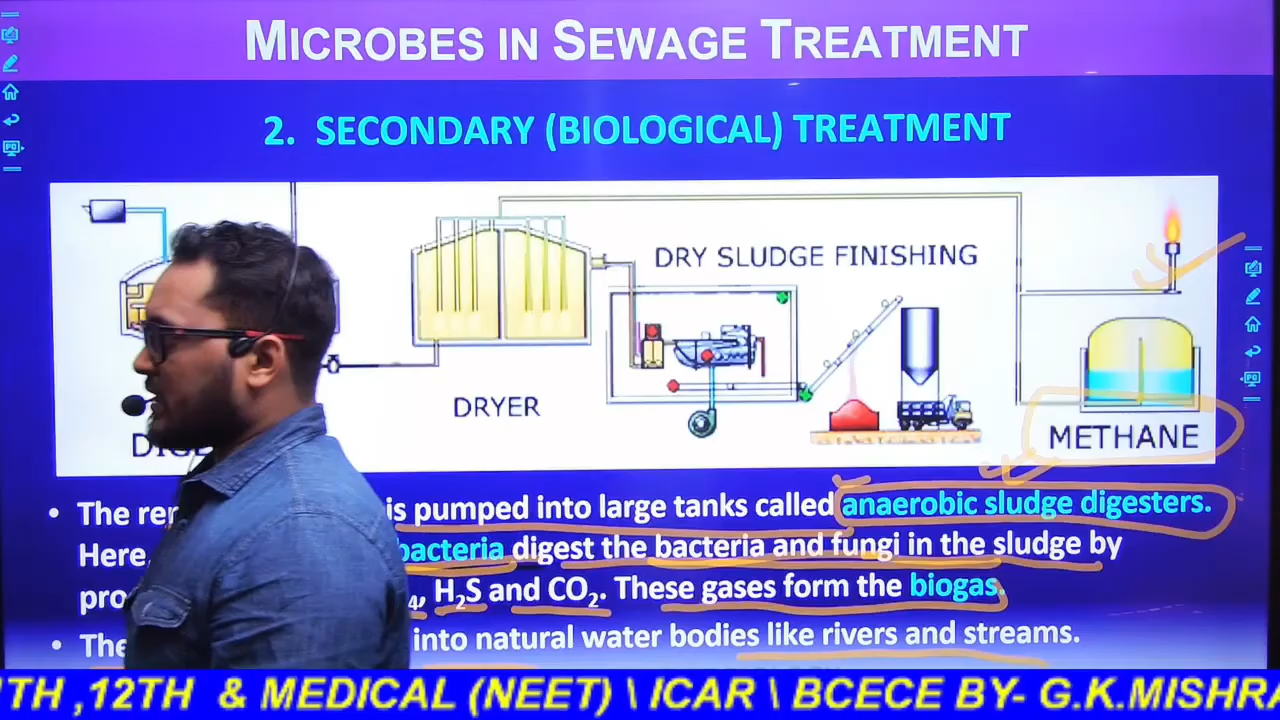 MICROBES IN SEWAGE TREATMENT
2. SECONDARY (BIOLOGICAL) TREATMENT
DRY SLUDGE FINISHING
DRYER
METHANE
• The is pumped into large tanks called anaerobic sludge digesters.
Here, bacteria digest the bacteria and fungi in the sludge by
4, H₂S and CO₂. These gases form the biogas.
• The into natural water bodies like rivers and streams.
TH ,12TH & MEDICAL (NEET) \ ICAR \ BCECE BY- G.K.MISHRA